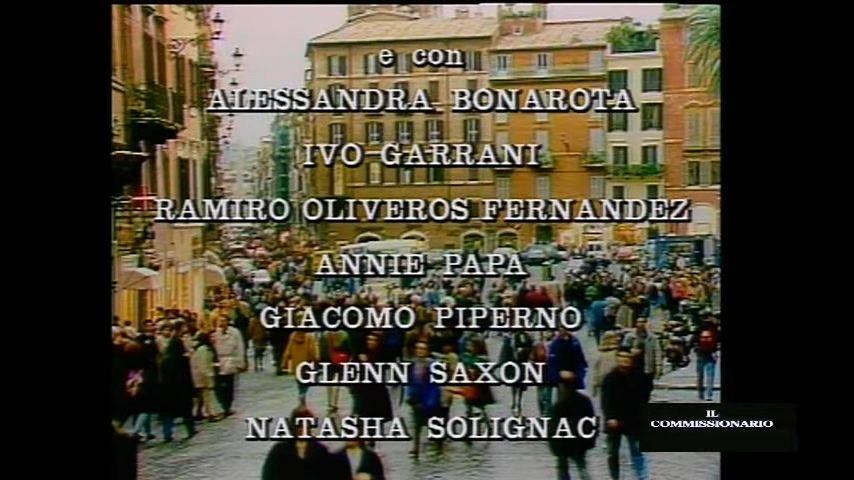 e con
ALESSANDRA BONAROTA
IVO GARRANI
RAMIRO OLIVEROS FERNANDEZ
ANNIE PAPA
GIACOMO PIPERNO
GLENN SAXON
NATASHA SOLIGNAC
IL
COMMISSIONARIO